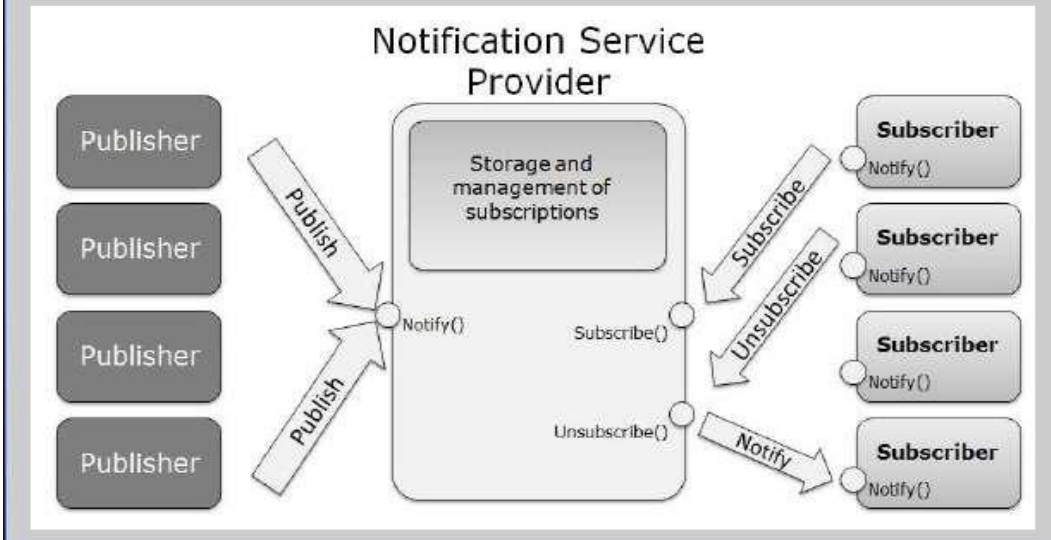 Notification Service
Provider
Publisher
Publisher
Publisher
Publisher
Publish
Publish
Storage and
management of
subscriptions
Notify()
Subscribe()
Unsubscribe()
Subscribe
Unsubscribe
Notify
Subscriber
Notify()
Subscriber
Notify()
Subscriber
Notify()
Subscriber
Notify()